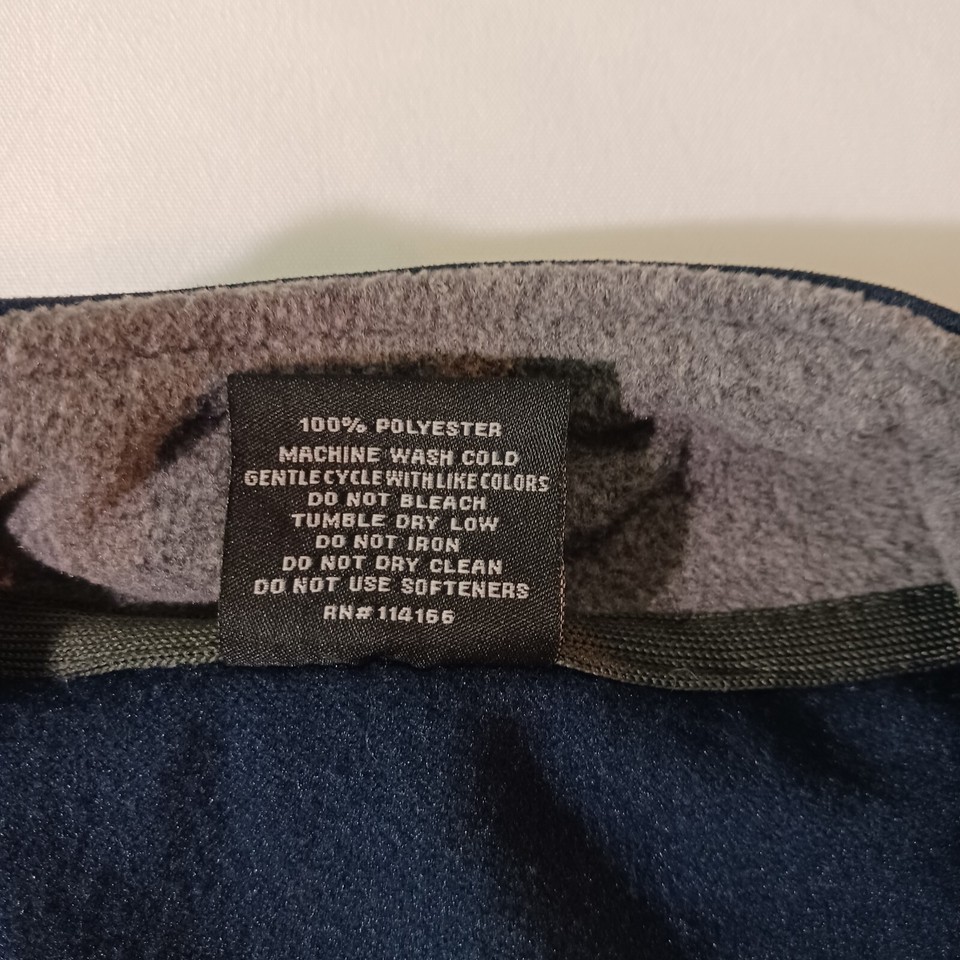 100% POLYESTER
MACHINE WASH COLD
GENTLE CYCLE WITH LIKE COLORS
DO NOT BLEACH
TUMBLE DRY LOW
DO NOT IRON
DO NOT DRY CLEAN
DO NOT USE SOFTENERS
RN# 114166